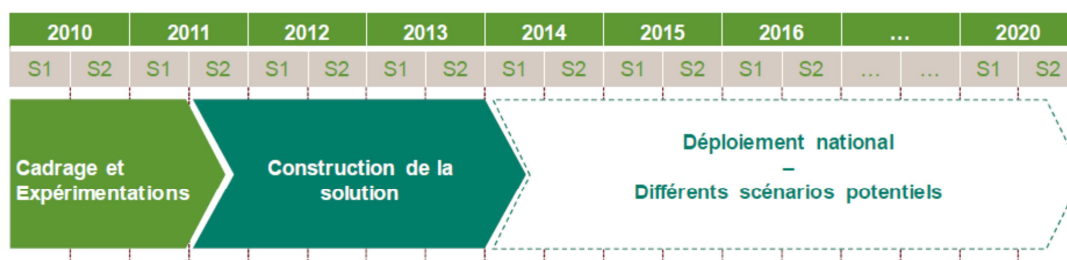 2010 2011 2012 2013 2014 2015 2016 ... 2020
S1 S2 S1 S2 S1 S2 S1 S2 S1 S2 S1 S2 S1 S2 ... ... S1 S2
Cadrage et
Expérimentations
Construction de la
solution
Déploiement national
–
Différents scénarios potentiels